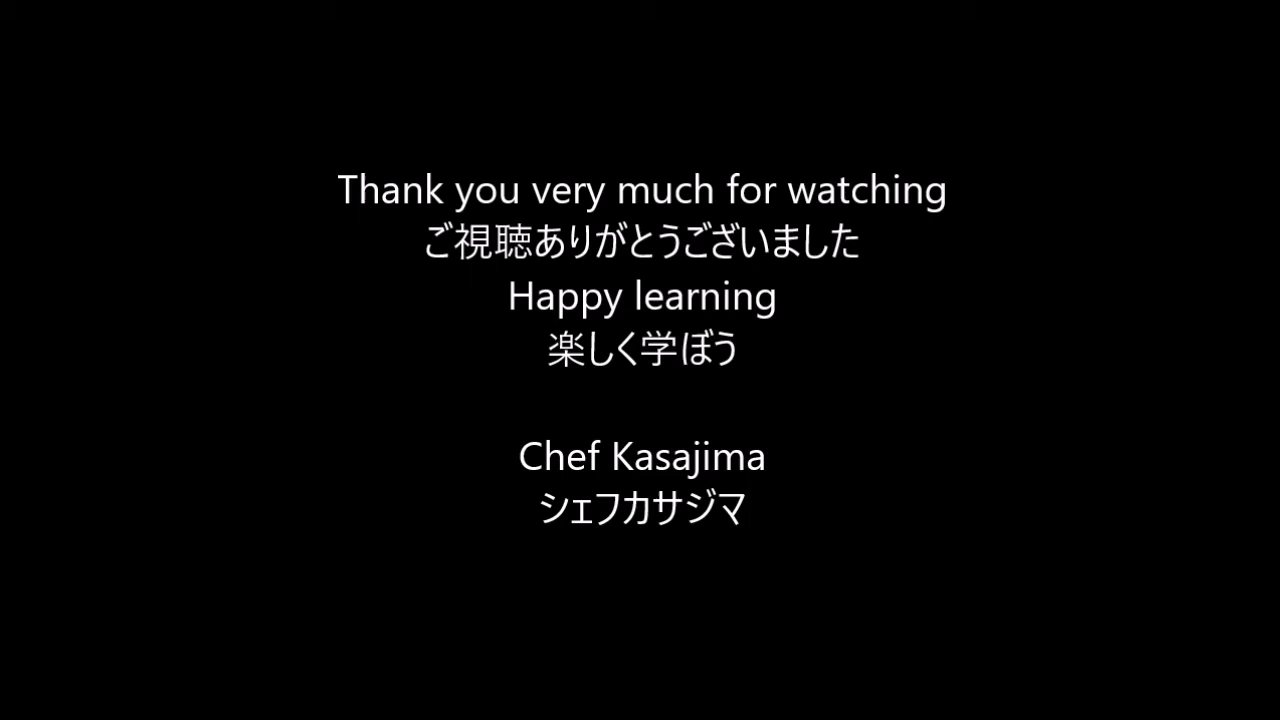 Thank you very much for watching
ご視聴ありがとうございました
Happy learning
楽しく学ぼう
Chef Kasajima
シェフカサジマ